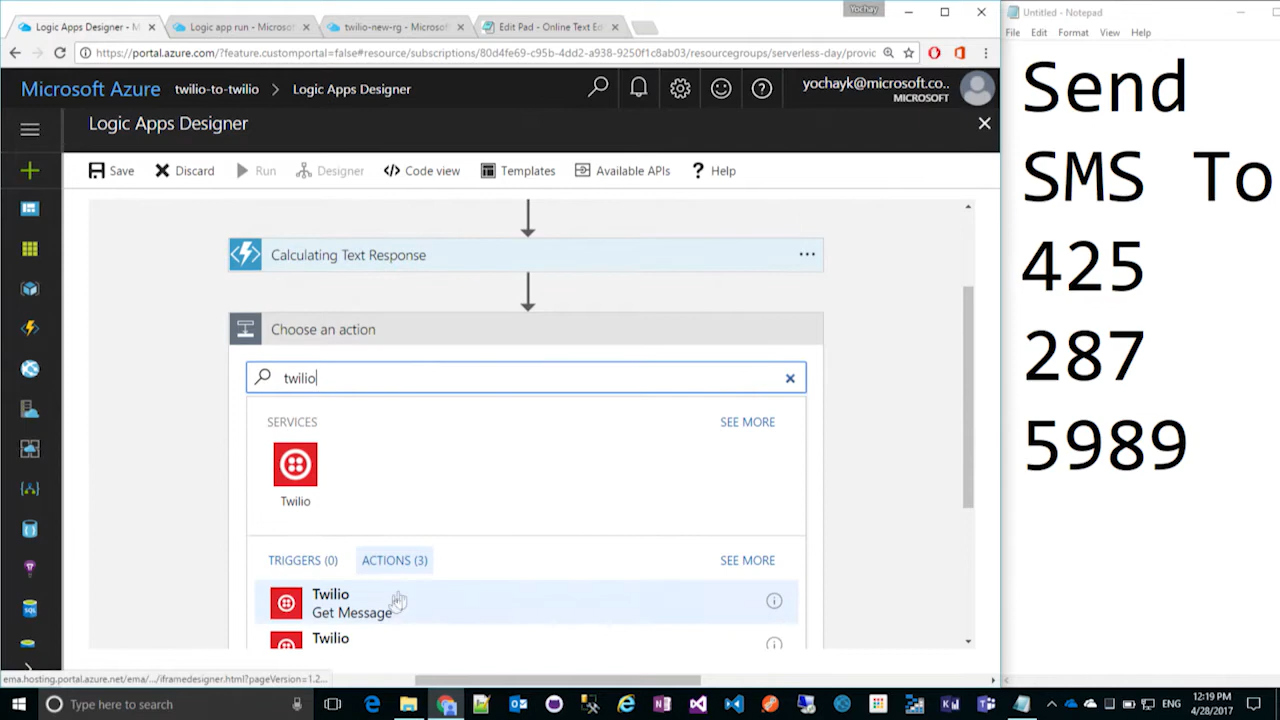 Yochay
Logic Apps Designer -
Logic app run - Microso
twilio-new-rg - Microsof
Edit Pad - Online Text Ed
Untitled - Notepad
https://portal.azure.com/?feature.customportal=false#resource/subscriptions/80d4fe69-c95b-4dd2-a938-9250f1c8ab03/resourcegroups/serverless-day/provic
File Edit Format View Help
Microsoft Azure twilio-to-twilio > Logic Apps Designer
yochayk@microsoft.co..
MICROSOFT
Logic Apps Designer
Save Discard Run Designer </> Code view Templates Available APIs ? Help
Calculating Text Response
Choose an action
twilio
SERVICES SEE MORE
Twilio
TRIGGERS (0) ACTIONS (3) SEE MORE
Twilio
Get Message
Twilio
ema.hosting.portal.azure.net/ema/.../iframedesigner.html?pageVersion=1.2...
Type here to search
ENG
12:19 PM
4/28/2017
Send
SMS To
425
287
5989